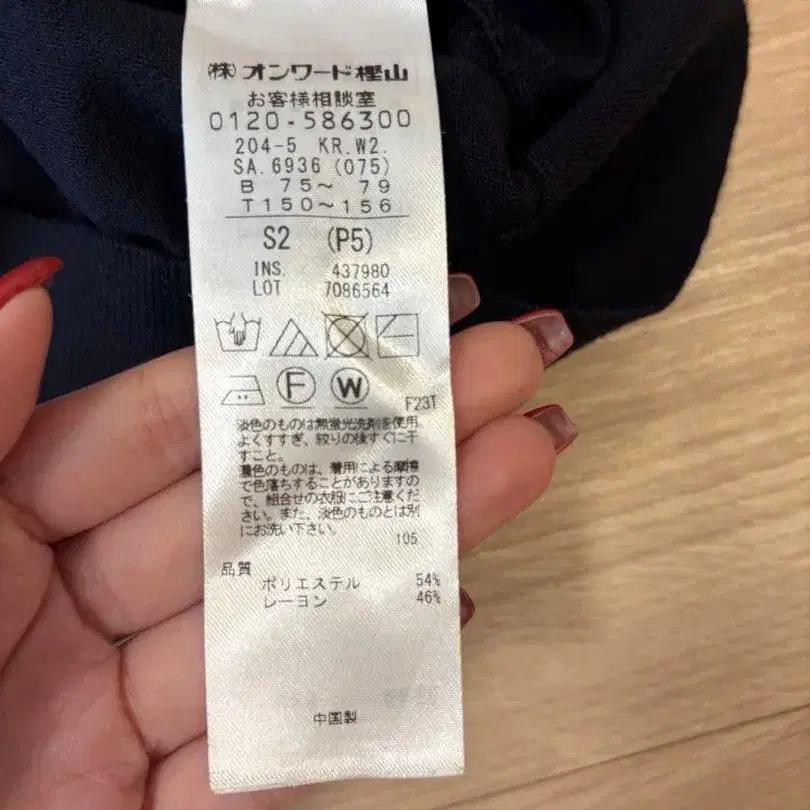 (株)オンワード樫山
お客様相談室
0120-586300
204-5 KR.W2.
SA.6936 (075)
B 75～ 79
T150～156
S2 (P5)
INS. 437980
LOT 7086564
F W
F23T
淡色のものは無蛍光洗剤を使用
よくすすぎ、絞りの後すぐに干
すこと。
濃色のものは、着用による摩擦
で色落ちすることがありますの
で、組合せの衣服にご注意くだ
さい。また、淡色のものとは別
にお洗い下さい。
105
品質
ポリエステル 54%
レーヨン 46%
中国製